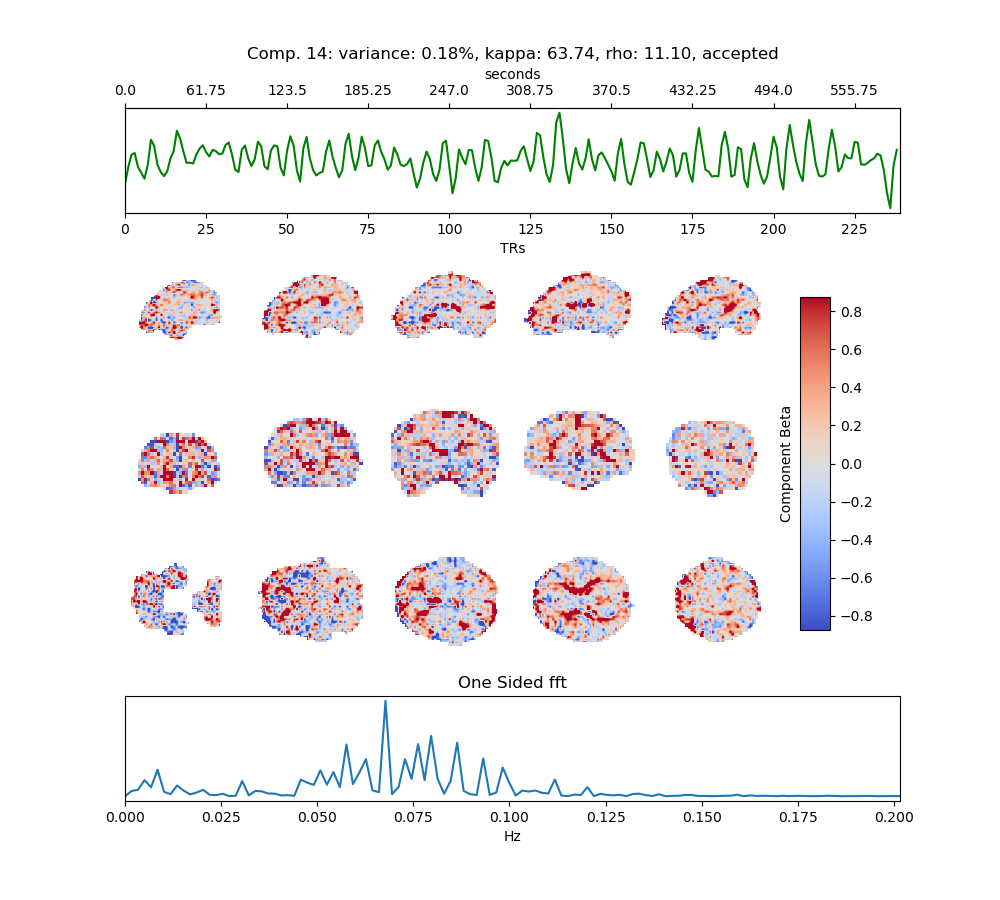 Comp. 14: variance: 0.18%, kappa: 63.74, rho: 11.10, accepted
seconds
0.0 61.75 123.5 185.25 247.0 308.75 370.5 432.25 494.0 555.75
0 25 50 75 100 125 150 175 200 225
TRs
0.8
0.6
0.4
0.2
0.0
−0.2
−0.4
−0.6
−0.8
Component Beta
One Sided fft
0.000 0.025 0.050 0.075 0.100 0.125 0.150 0.175 0.200
Hz